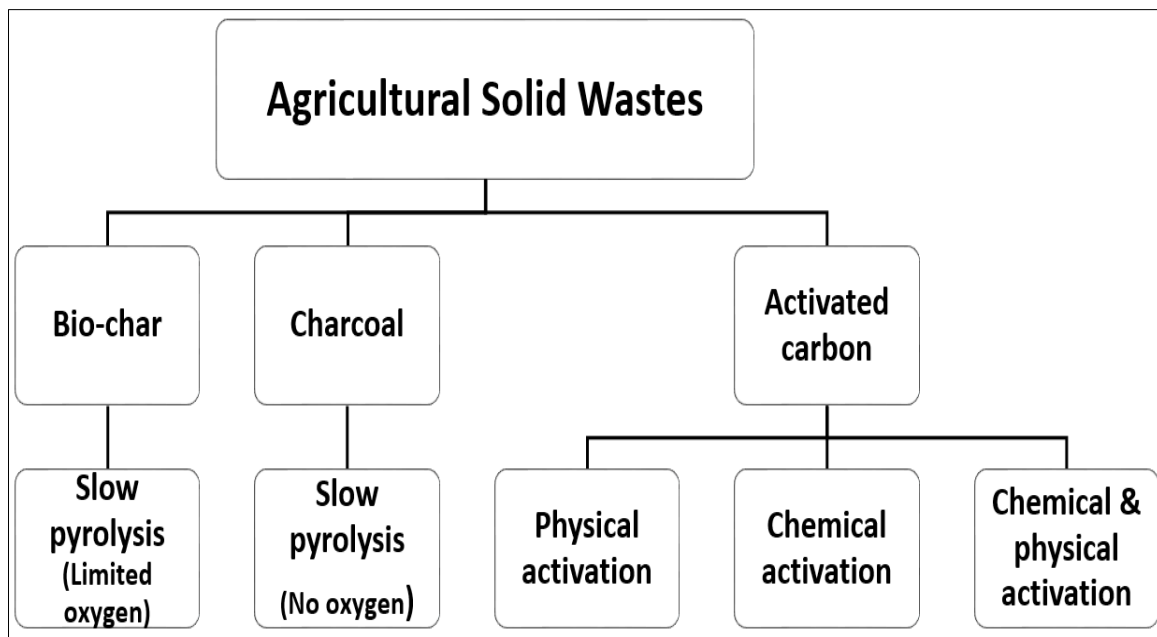 Agricultural Solid Wastes
Bio-char
Charcoal
Activated
carbon
Slow
pyrolysis
(Limited
oxygen)
Slow
pyrolysis
(No oxygen)
Physical
activation
Chemical
activation
Chemical &
physical
activation